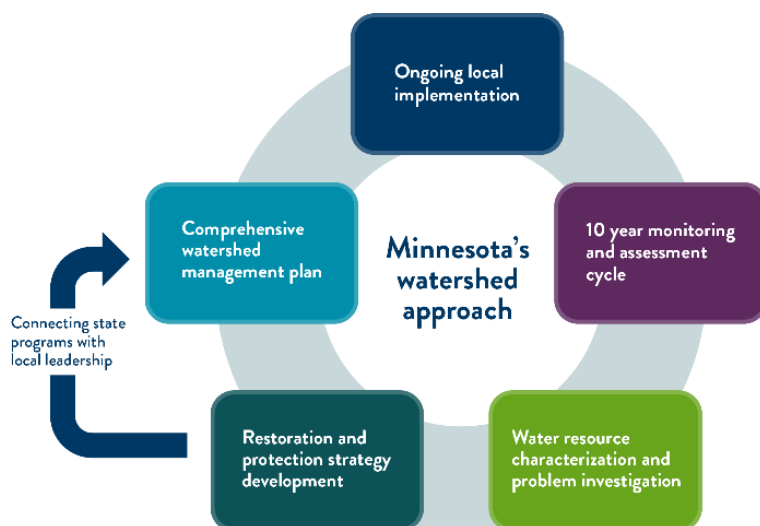 Ongoing local
implementation
10 year monitoring
and assessment
cycle
Water resource
characterization and
problem investigation
Restoration and
protection strategy
development
Connecting state
programs with
local leadership
Comprehensive
watershed
management plan
Minnesota's
watershed
approach